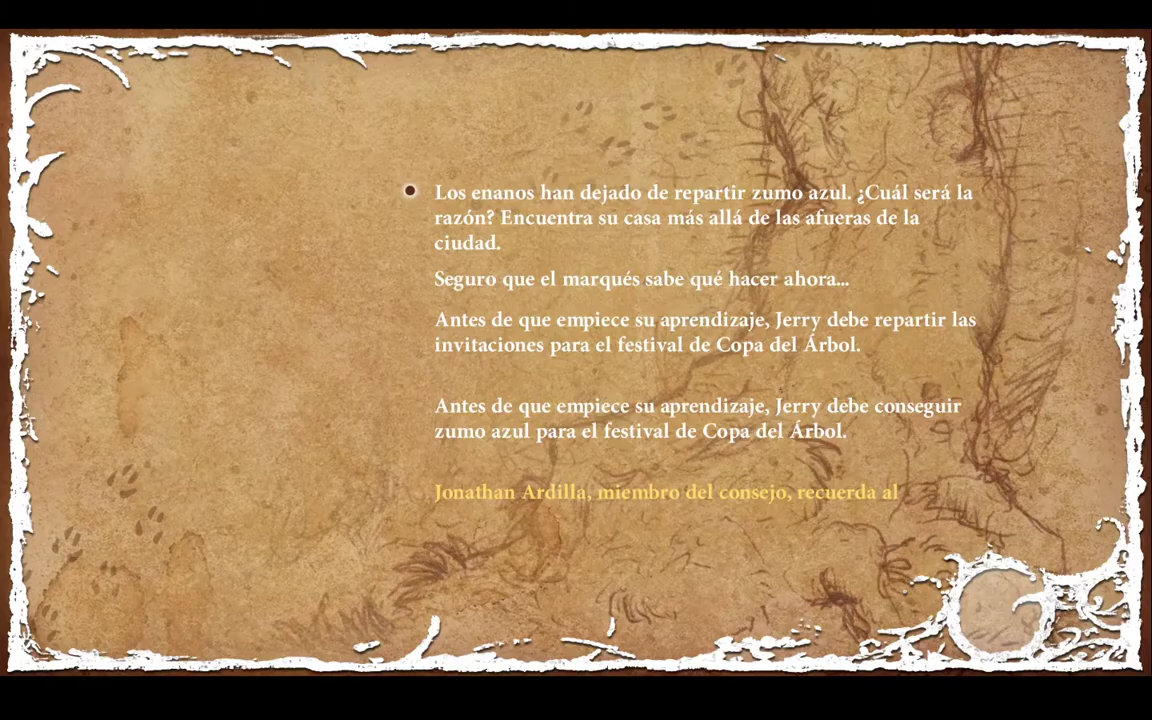 Los enanos han dejado de repartir zumo azul. ¿Cuál será la
razón? Encuentra su casa más allá de las afueras de la
ciudad.
Seguro que el marqués sabe qué hacer ahora...
Antes de que empiece su aprendizaje, Jerry debe repartir las
invitaciones para el festival de Copa del Árbol.
Antes de que empiece su aprendizaje, Jerry debe conseguir
zumo azul para el festival de Copa del Árbol.
Jonathan Ardilla, miembro del consejo, recuerda al